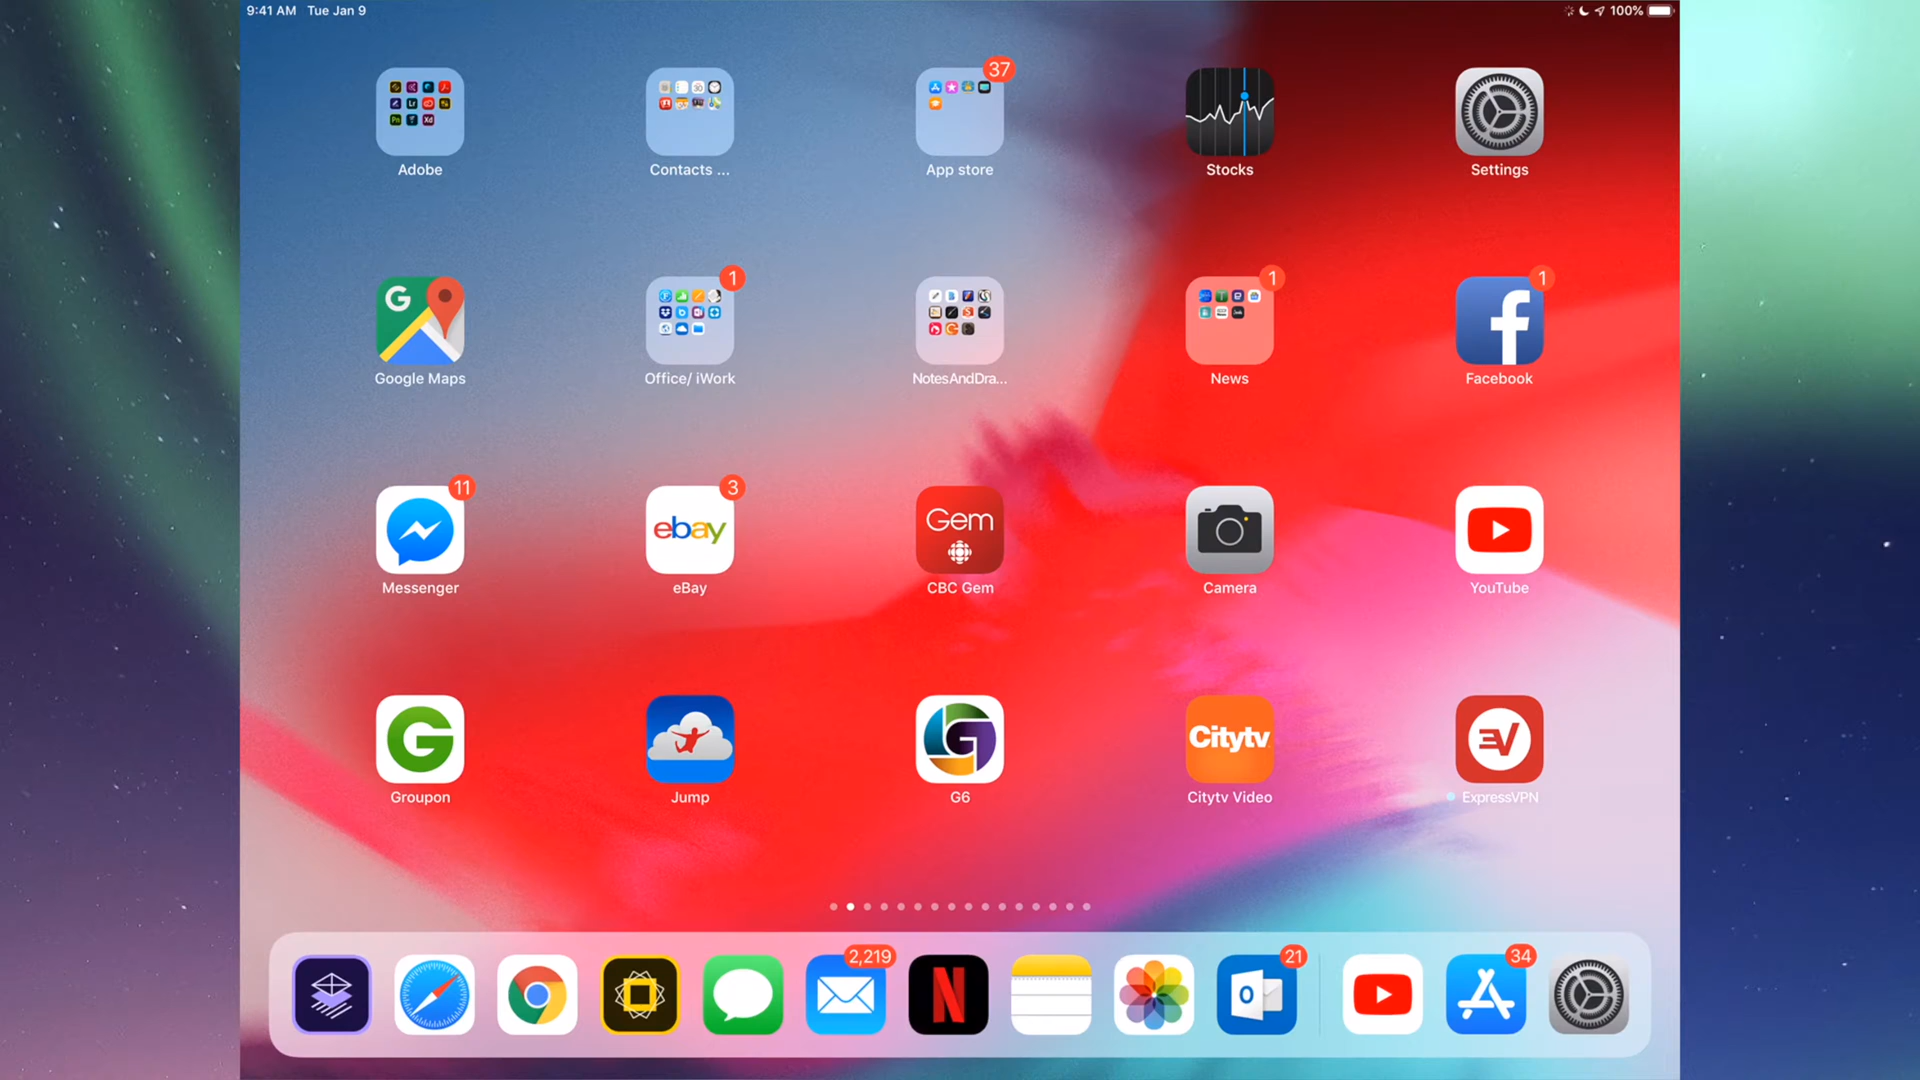 9:41 AM Tue Jan 9
100%
37
Adobe
Contacts ...
App store
Stocks
Settings
1
1
1
Google Maps
Office/ iWork
NotesAndDra...
News
Facebook
11
3
ebay
Gem
Messenger
eBay
CBC Gem
Camera
YouTube
Citytv
Groupon
Jump
G6
Citytv Video
ExpressVPN
2,219
21
34